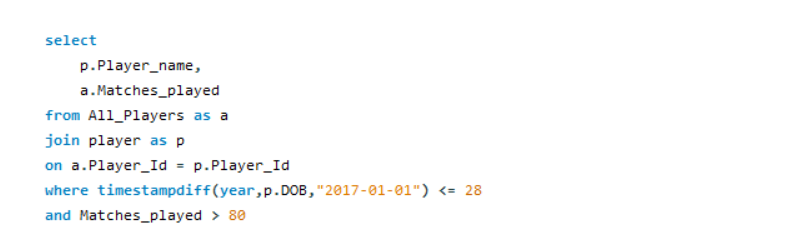 select
    p.Player_name,
    a.Matches_played
from All_Players as a
join player as p
on a.Player_Id = p.Player_Id
where timestampdiff(year,p.DOB,"2017-01-01") <= 28
and Matches_played > 80